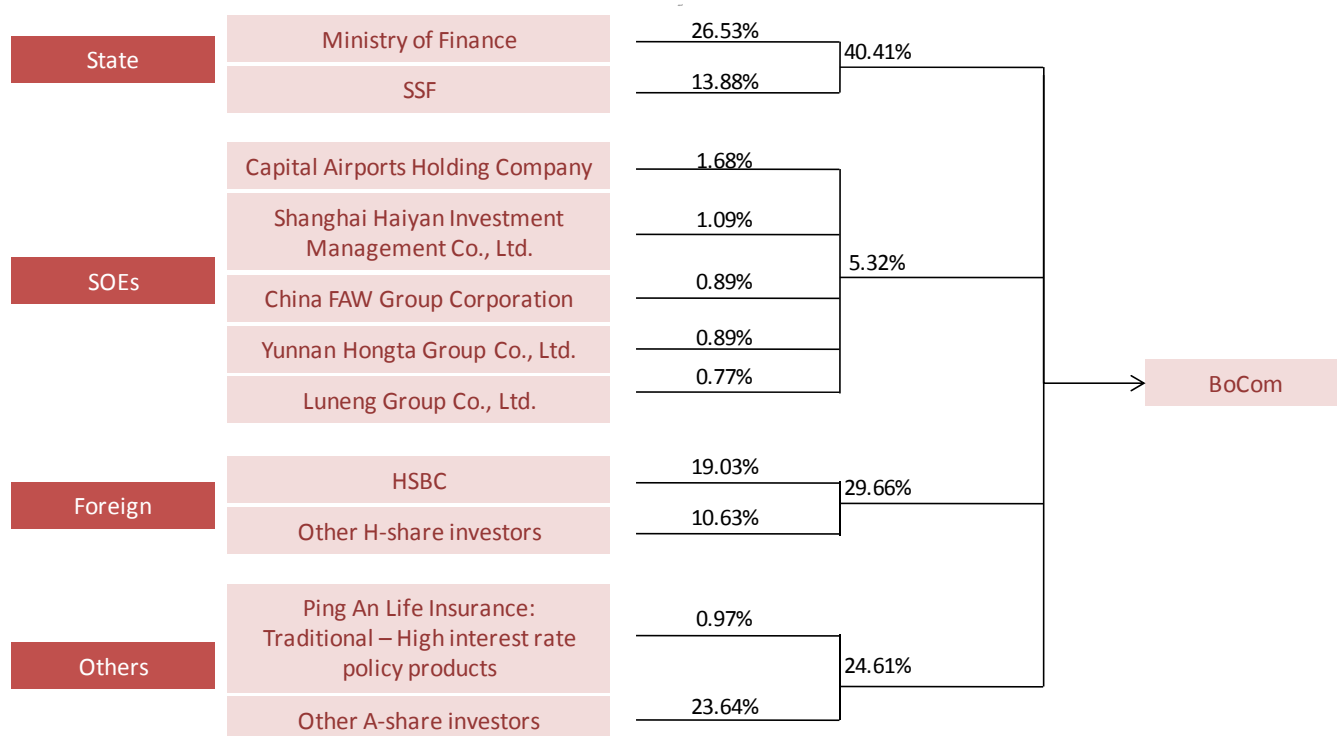 State
Ministry of Finance
26.53%
40.41%
SSF
13.88%
SOEs
Capital Airports Holding Company
1.68%
Shanghai Haiyan Investment
Management Co., Ltd.
1.09%
5.32%
China FAW Group Corporation
0.89%
Yunnan Hongta Group Co., Ltd.
0.89%
Luneng Group Co., Ltd.
0.77%
BoCom
Foreign
HSBC
19.03%
29.66%
Other H-share investors
10.63%
Others
Ping An Life Insurance:
Traditional – High interest rate
policy products
0.97%
24.61%
Other A-share investors
23.64%